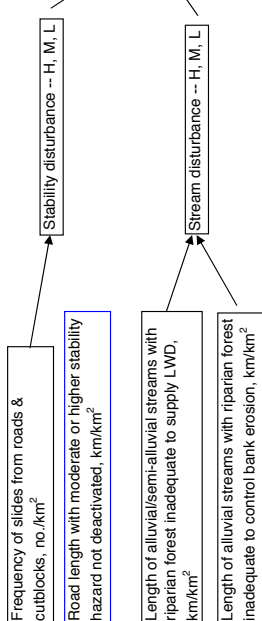 Frequency of slides from roads &
cutblocks, no./km²
Road length with moderate or higher stability
hazard not deactivated, km/km²
Length of alluvial/semi-alluvial streams with
riparian forest inadequate to supply LWD,
km/km²
Length of alluvial streams with riparian forest
inadequate to control bank erosion, km/km²
Stability disturbance -- H, M, L
Stream disturbance -- H, M, L